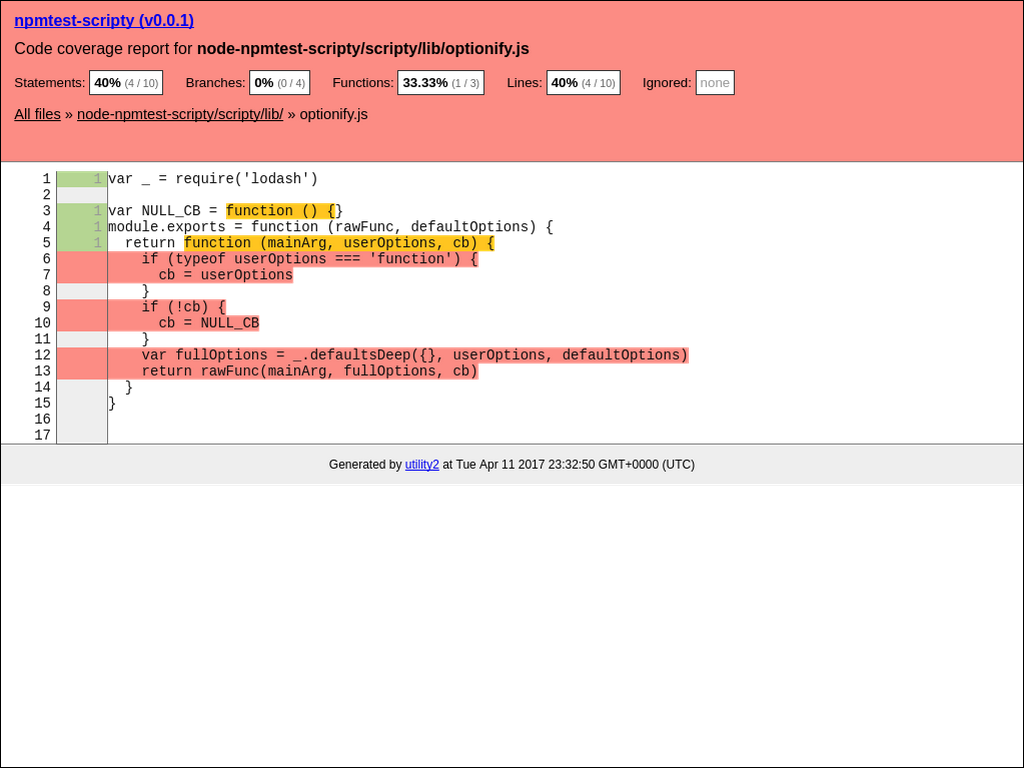 npmtest-scripty (v0.0.1)
Code coverage report for node-npmtest-scripty/scripty/lib/optionify.js
Statements: 40% (4 / 10) Branches: 0% (0 / 4) Functions: 33.33% (1 / 3) Lines: 40% (4 / 10) Ignored: none
All files » node-npmtest-scripty/scripty/lib/ » optionify.js
1 1 var _ = require('lodash')
2
3 1 var NULL_CB = function () {}
4 1 module.exports = function (rawFunc, defaultOptions) {
5 1   return function (mainArg, userOptions, cb) {
6     if (typeof userOptions === 'function') {
7       cb = userOptions
8     }
9     if (!cb) {
10       cb = NULL_CB
11     }
12     var fullOptions = _.defaultsDeep({}, userOptions, defaultOptions)
13     return rawFunc(mainArg, fullOptions, cb)
14   }
15 }
16
17
Generated by utility2 at Tue Apr 11 2017 23:32:50 GMT+0000 (UTC)